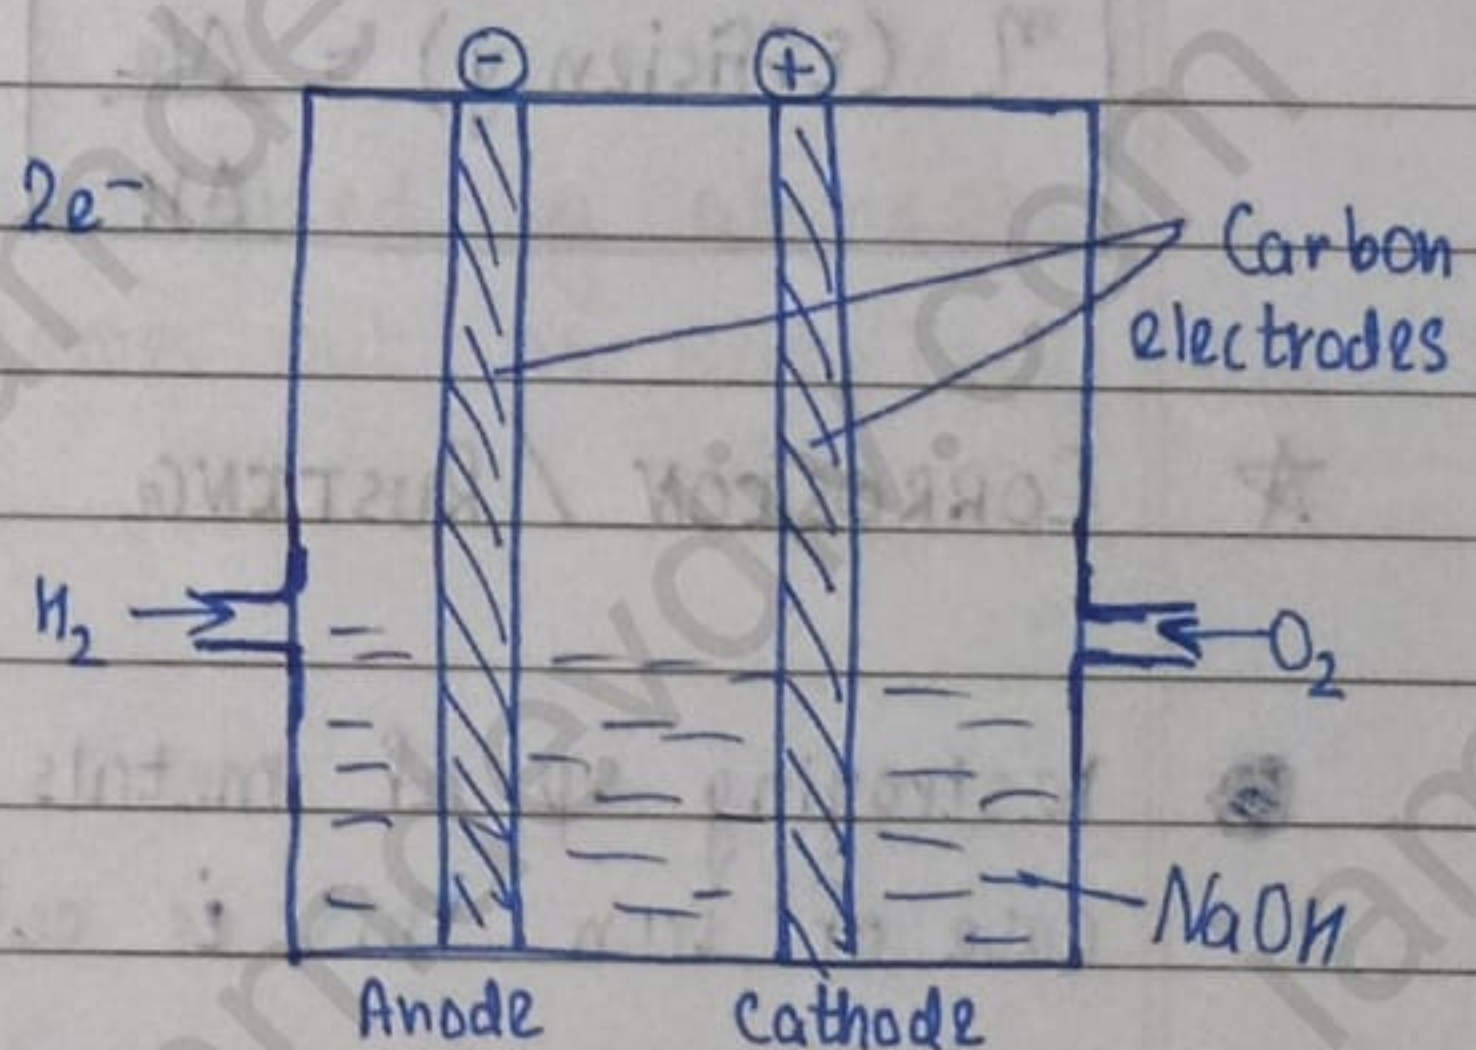 - +
2e⁻
Carbon
electrodes
H₂
O₂
NaOH
Anode Cathode